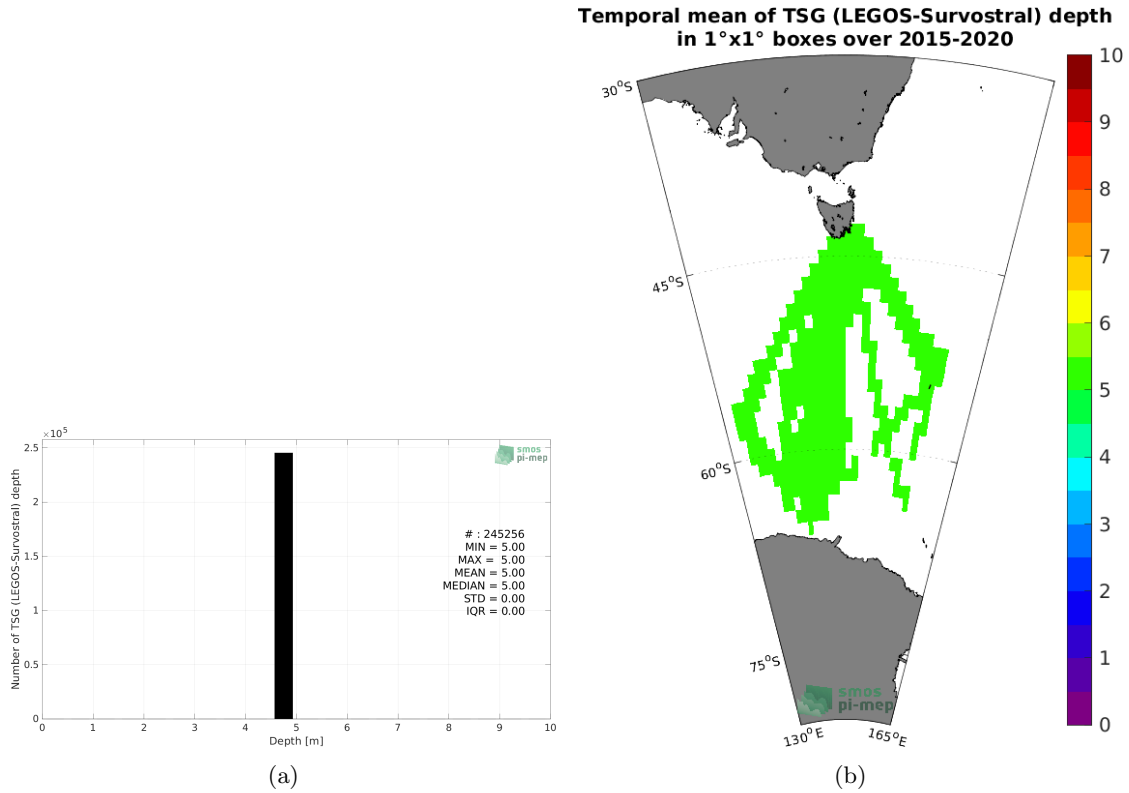 Temporal mean of TSG (LEGOS-Survostral) depth
in 1°x1° boxes over 2015-2020
30°S
45°S
60°S
75°S
130°E
165°E
smos
pi-mep
10
9
8
7
6
5
4
3
2
1
0
×10⁵
2.5
2
1.5
1
0.5
0
Number of TSG (LEGOS-Survostral) depth
smos
pi-mep
# : 245256
MIN = 5.00
MAX = 5.00
MEAN = 5.00
MEDIAN = 5.00
STD = 0.00
IQR = 0.00
0 1 2 3 4 5 6 7 8 9 10
Depth [m]
(a)
(b)